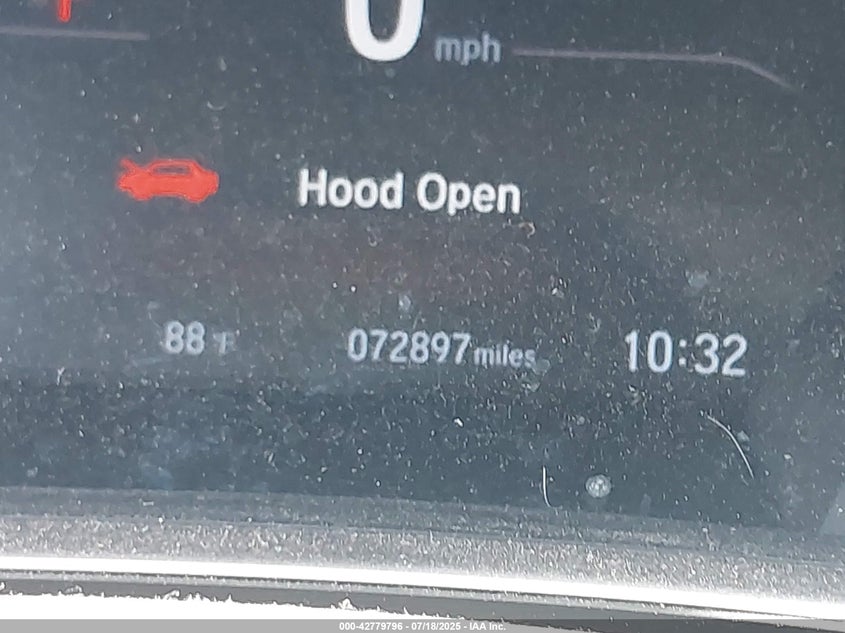 0 mph
Hood Open
88 °F 072897 miles 10:32
000-42779796 - 07/18/2025 - IAA Inc.